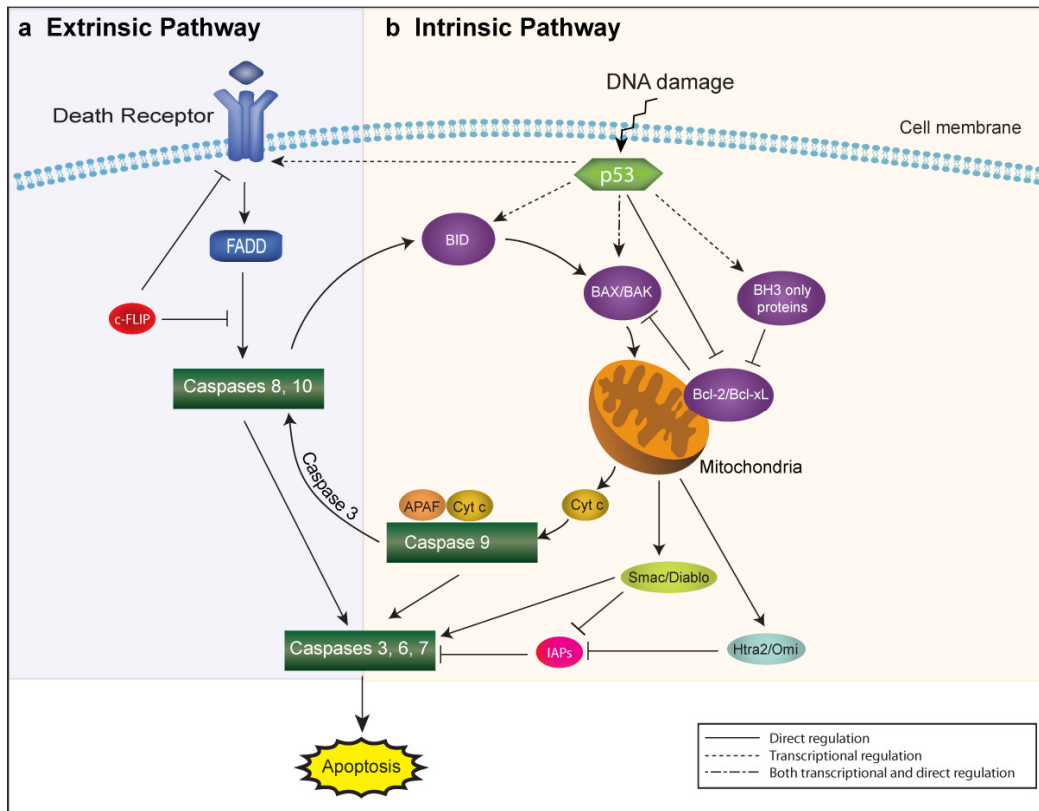 a Extrinsic Pathway
b Intrinsic Pathway
DNA damage
Death Receptor
Cell membrane
p53
FADD
BID
BAX/BAK
BH3 only
proteins
c-FLIP
Caspases 8, 10
Bcl-2/Bcl-xL
Mitochondria
Caspase 3
APAF
Cyt c
Cyt c
Caspase 9
Smac/Diablo
Caspases 3, 6, 7
IAPs
Htra2/Omi
Apoptosis
Direct regulation
Transcriptional regulation
Both transcriptional and direct regulation